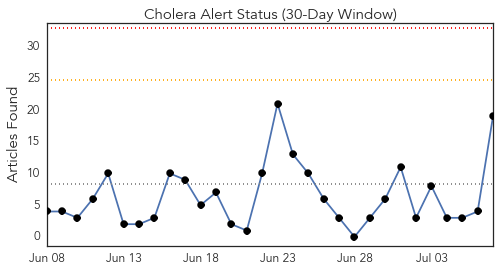 Cholera Alert Status (30-Day Window)
Articles Found
30
25
20
15
10
5
0
Jun 08
Jun 13
Jun 18
Jun 23
Jun 28
Jul 03